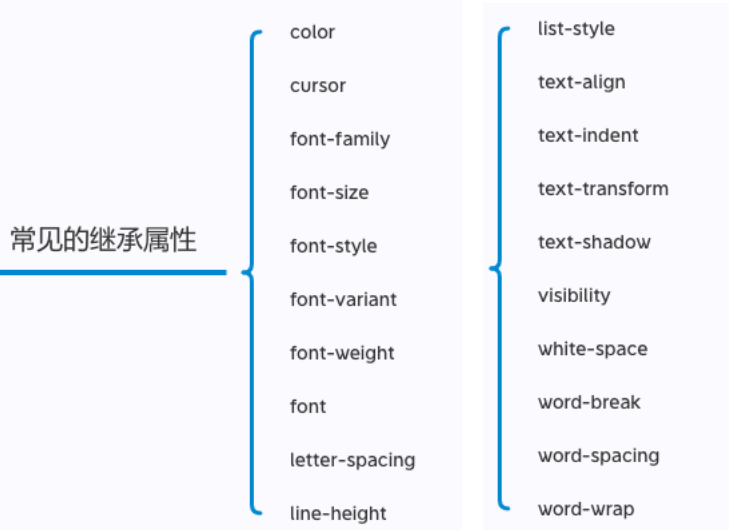 常见的继承属性
color
cursor
font-family
font-size
font-style
font-variant
font-weight
font
letter-spacing
line-height
list-style
text-align
text-indent
text-transform
text-shadow
visibility
white-space
word-break
word-spacing
word-wrap